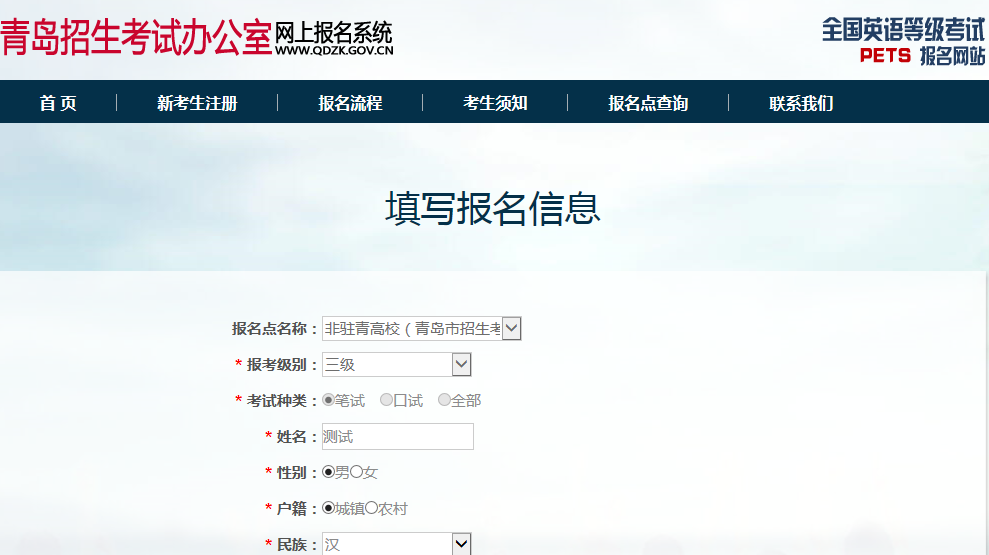 青岛招生考试办公室 网上报名系统
WWW.QDZK.GOV.CN
全国英语等级考试
PETS 报名网站
首 页 新考生注册 报名流程 考生须知 报名点查询 联系我们
填写报名信息
报名点名称： 非驻青高校（青岛市招生考
* 报考级别： 三级
* 考试种类： 笔试 口试 全部
* 姓名： 测试
* 性别： 男 女
* 户籍： 城镇 农村
* 民族： 汉